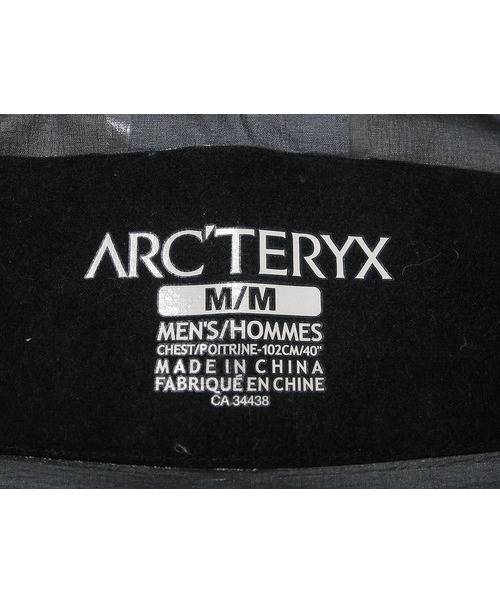 ARC'TERYX
M/M
MEN'S/HOMMES
CHEST/POITRINE-102CM/40"
MADE IN CHINA
FABRIQUÉ EN CHINE
CA 34438